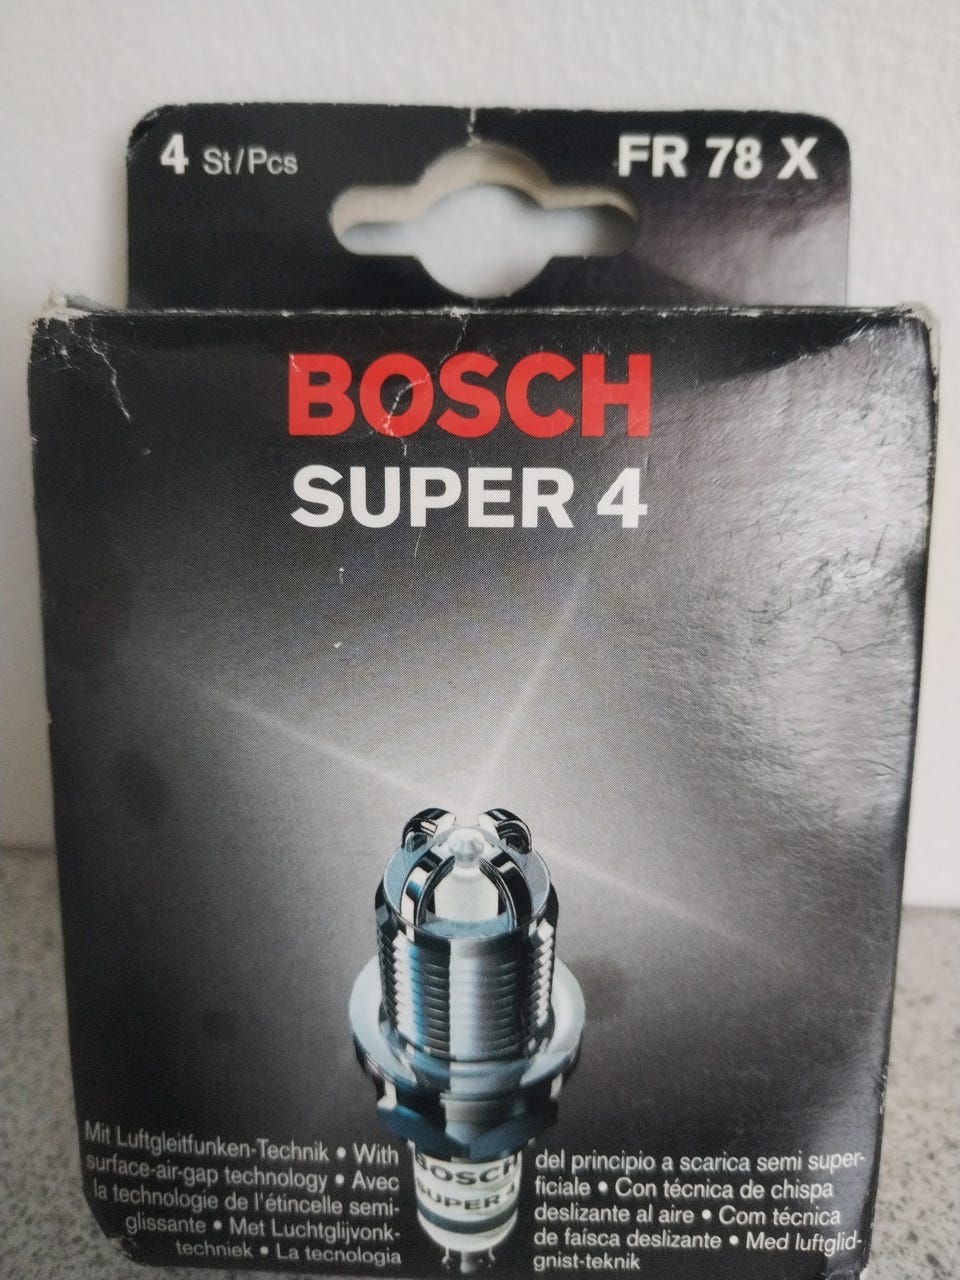 4 St/Pcs
FR 78 X
BOSCH
SUPER 4
Mit Luftgleitfunken-Technik • With
surface-air-gap technology • Avec
la technologie de l'étincelle semi-
glissante • Met Luchtglijvonk-
techniek • La tecnologia
BOSCH
SUPER 4
del principio a scarica semi super-
ficiale • Con técnica de chispa
deslizante al aire • Com técnica
de faísca deslizante • Med luftglid-
gnist-teknik